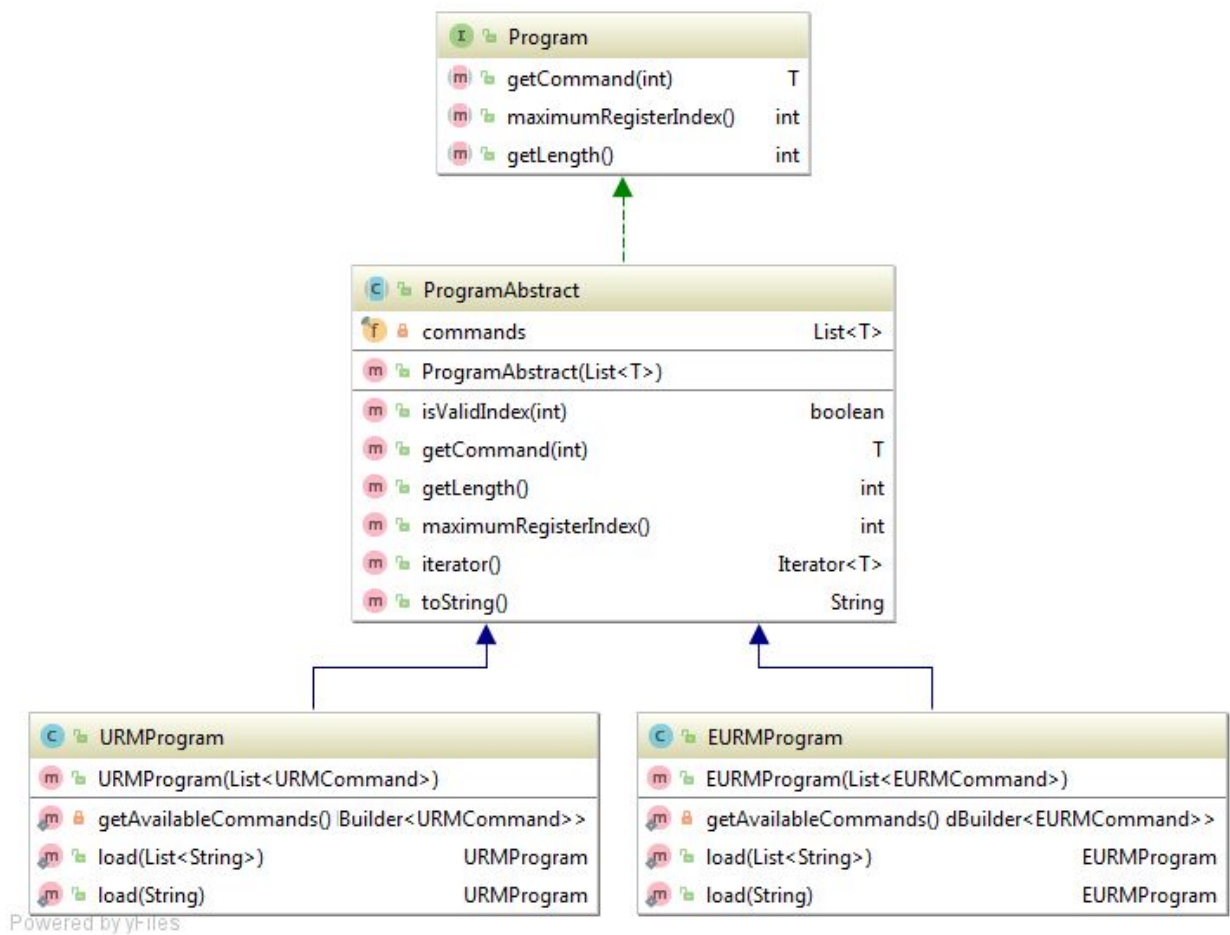 I Program
m getCommand(int) T
m maximumRegisterIndex() int
m getLength() int
C ProgramAbstract
f commands List<T>
m ProgramAbstract(List<T>)
m isValidIndex(int) boolean
m getCommand(int) T
m getLength() int
m maximumRegisterIndex() int
m iterator() Iterator<T>
m toString() String
C URMProgram
m URMProgram(List<URMCommand>)
m getAvailableCommands() Builder<URMCommand>>
m load(List<String>) URMProgram
m load(String) URMProgram
C EURMProgram
m EURMProgram(List<EURMCommand>)
m getAvailableCommands() dBuilder<EURMCommand>>
m load(List<String>) EURMProgram
m load(String) EURMProgram
Powered by yFiles